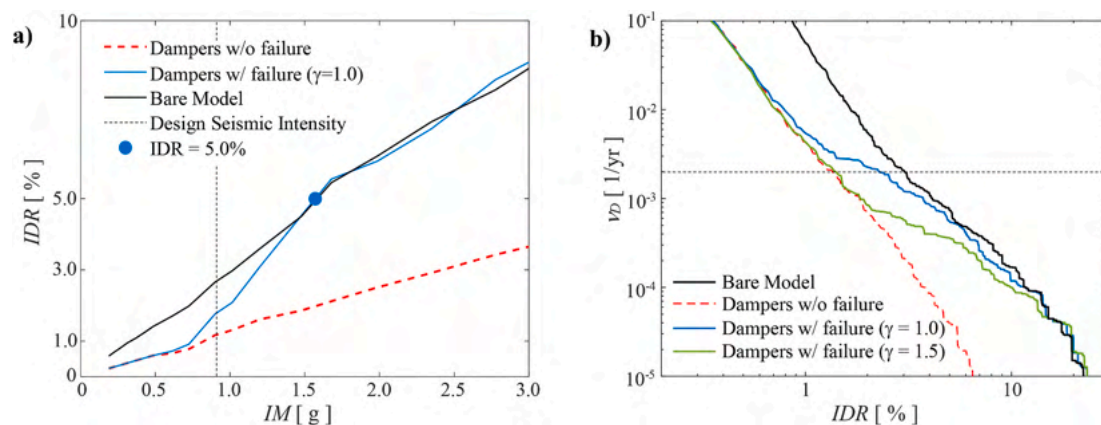 a)
10
Dampers w/o failure
Dampers w/ failure (γ=1.0)
Bare Model
Design Seismic Intensity
IDR = 5.0%
IDR [ % ]
5.0
3.0
1.0
0
0 0.5 1.0 1.5 2.0 2.5 3.0
IM [ g ]
b)
10⁻¹
10⁻²
10⁻³
10⁻⁴
10⁻⁵
ν_D [ 1/yr ]
Bare Model
Dampers w/o failure
Dampers w/ failure (γ = 1.0)
Dampers w/ failure (γ = 1.5)
1 10
IDR [ % ]